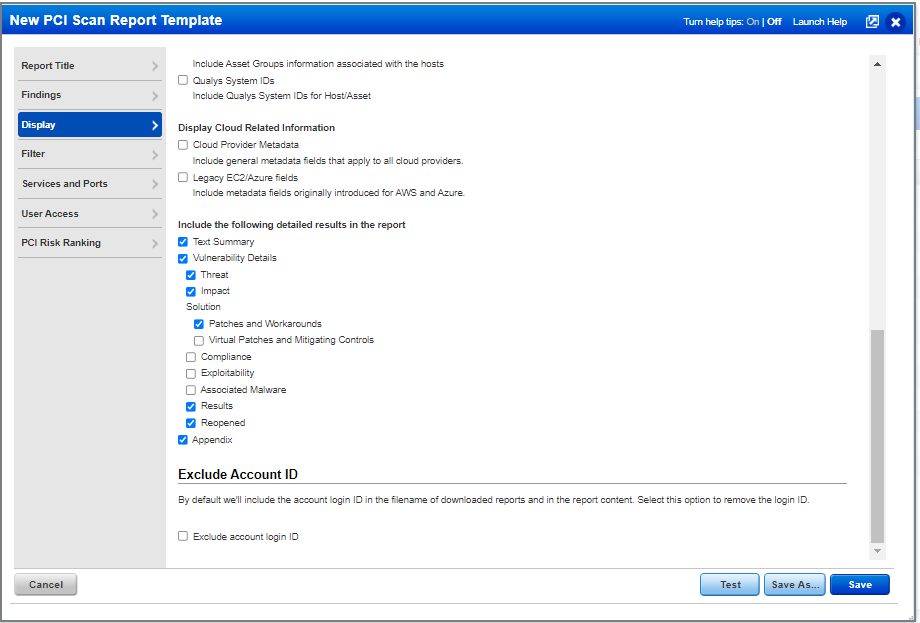 New PCI Scan Report Template
Turn help tips: On | Off Launch Help
Report Title
Findings
Display
Filter
Services and Ports
User Access
PCI Risk Ranking
Include Asset Groups information associated with the hosts
Qualys System IDs
Include Qualys System IDs for Host/Asset
Display Cloud Related Information
Cloud Provider Metadata
Include general metadata fields that apply to all cloud providers.
Legacy EC2/Azure fields
Include metadata fields originally introduced for AWS and Azure.
Include the following detailed results in the report
Text Summary
Vulnerability Details
Threat
Impact
Solution
Patches and Workarounds
Virtual Patches and Mitigating Controls
Compliance
Exploitability
Associated Malware
Results
Reopened
Appendix
Exclude Account ID
By default we'll include the account login ID in the filename of downloaded reports and in the report content. Select this option to remove the login ID.
Exclude account login ID
Cancel
Test
Save As...
Save